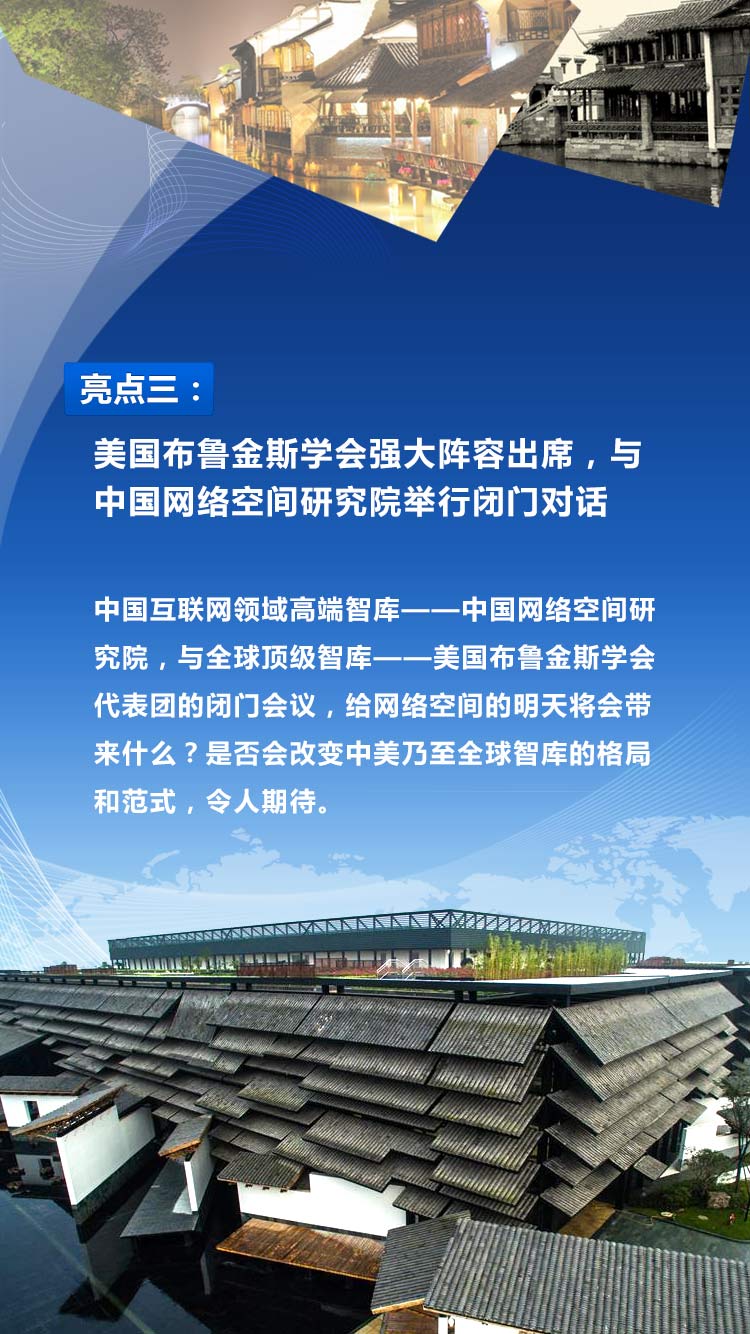 亮点三：
美国布鲁金斯学会强大阵容出席，与
中国网络空间研究院举行闭门对话
中国互联网领域高端智库——中国网络空间研
究院，与全球顶级智库——美国布鲁金斯学会
代表团的闭门会议，给网络空间的明天将会带
来什么？是否会改变中美乃至全球智库的格局
和范式，令人期待。